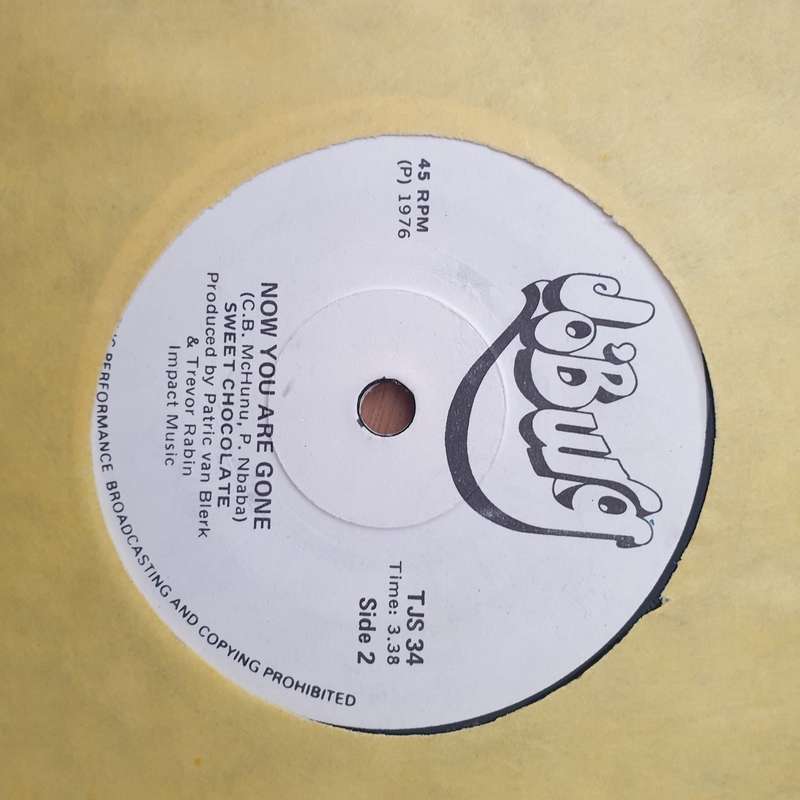 Jo'Burg
45 RPM
(P) 1976
TJS 34
Time: 3.38
Side 2
NOW YOU ARE GONE
(C.B. McHunu, P. Nbaba)
SWEET CHOCOLATE
Produced by Patric van Blerk
& Trevor Rabin
Impact Music
PERFORMANCE BROADCASTING AND COPYING PROHIBITED